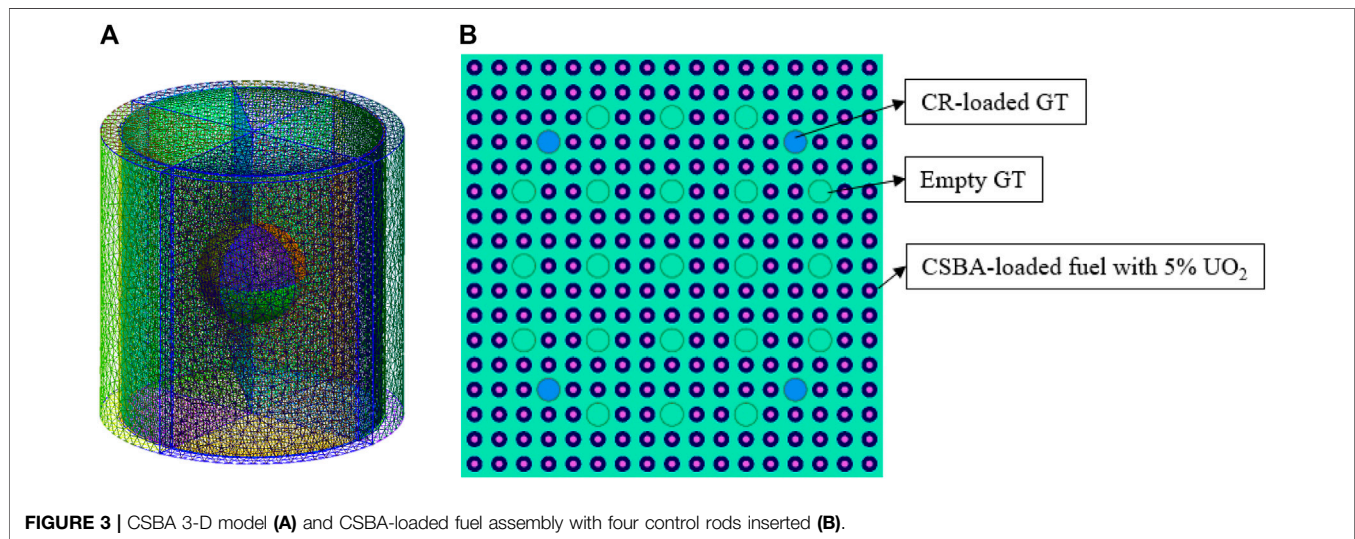 A
B
CR-loaded GT
Empty GT
CSBA-loaded fuel with 5% UO₂
FIGURE 3 | CSBA 3-D model (A) and CSBA-loaded fuel assembly with four control rods inserted (B).